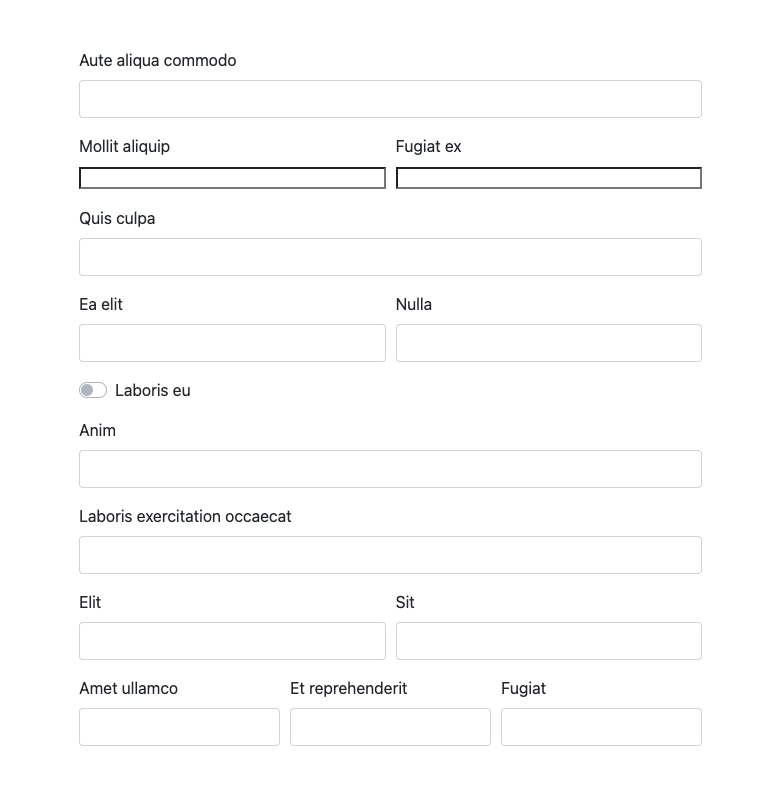 Aute aliqua commodo
Mollit aliquip
Fugiat ex
Quis culpa
Ea elit
Nulla
Laboris eu
Anim
Laboris exercitation occaecat
Elit
Sit
Amet ullamco
Et reprehenderit
Fugiat